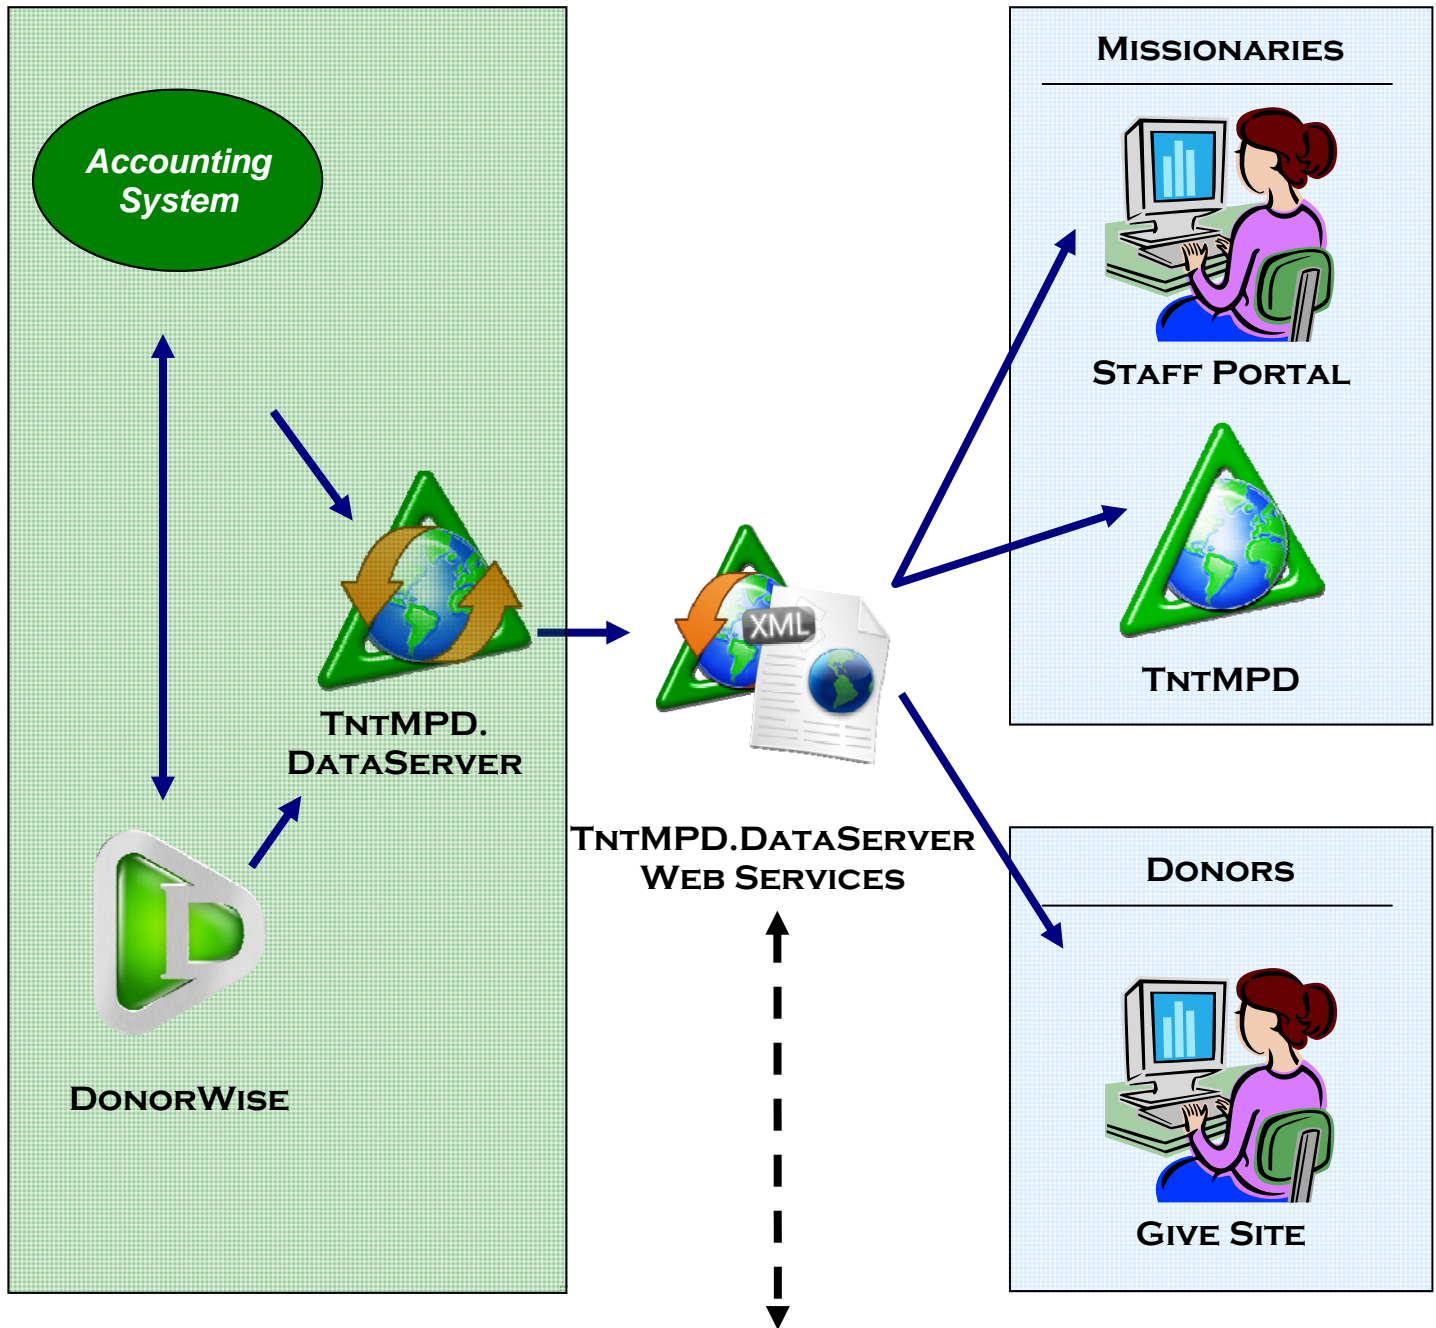 Accounting
System
TntMPD.
DataServer
DonorWise
XML
TntMPD.DataServer
Web Services
Missionaries
Staff Portal
TntMPD
Donors
Give Site